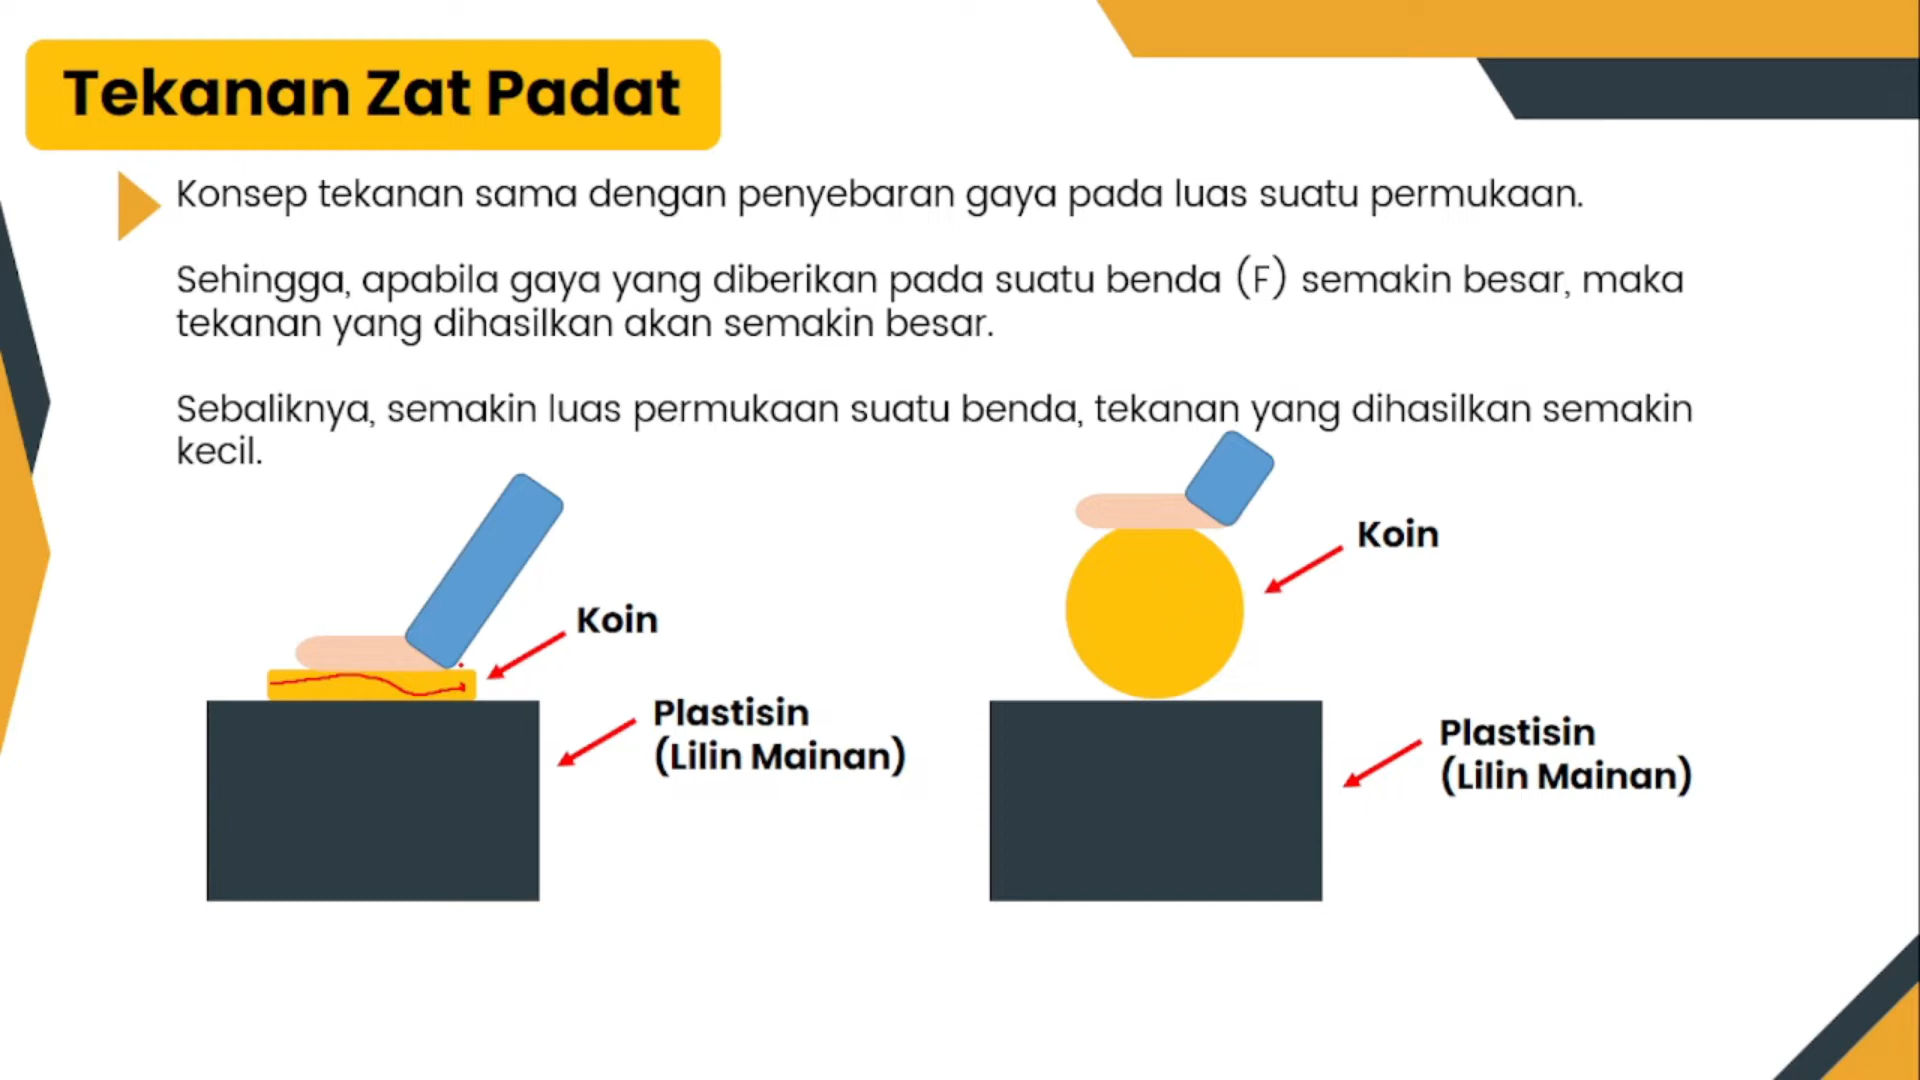 Tekanan Zat Padat
Konsep tekanan sama dengan penyebaran gaya pada luas suatu permukaan.
Sehingga, apabila gaya yang diberikan pada suatu benda (F) semakin besar, maka
tekanan yang dihasilkan akan semakin besar.
Sebaliknya, semakin luas permukaan suatu benda, tekanan yang dihasilkan semakin
kecil.
Koin
Plastisin
(Lilin Mainan)
Koin
Plastisin
(Lilin Mainan)